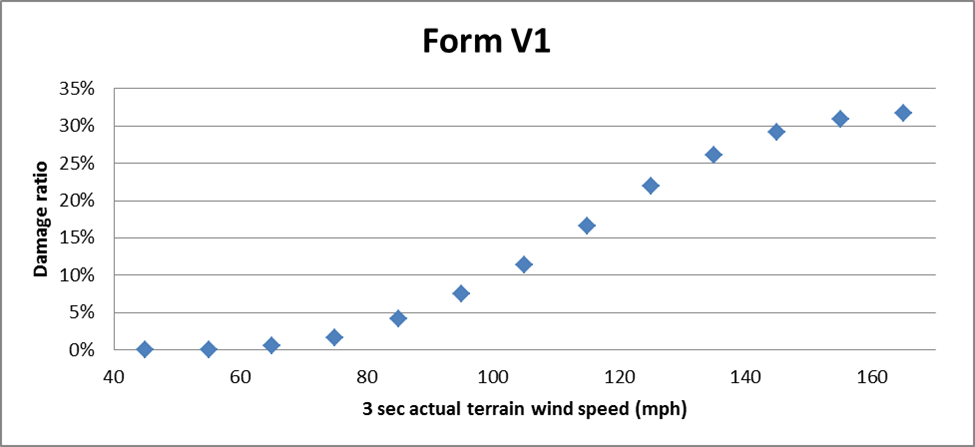 Form V1
35%
30%
25%
20%
15%
10%
5%
0%
Damage ratio
40 60 80 100 120 140 160
3 sec actual terrain wind speed (mph)